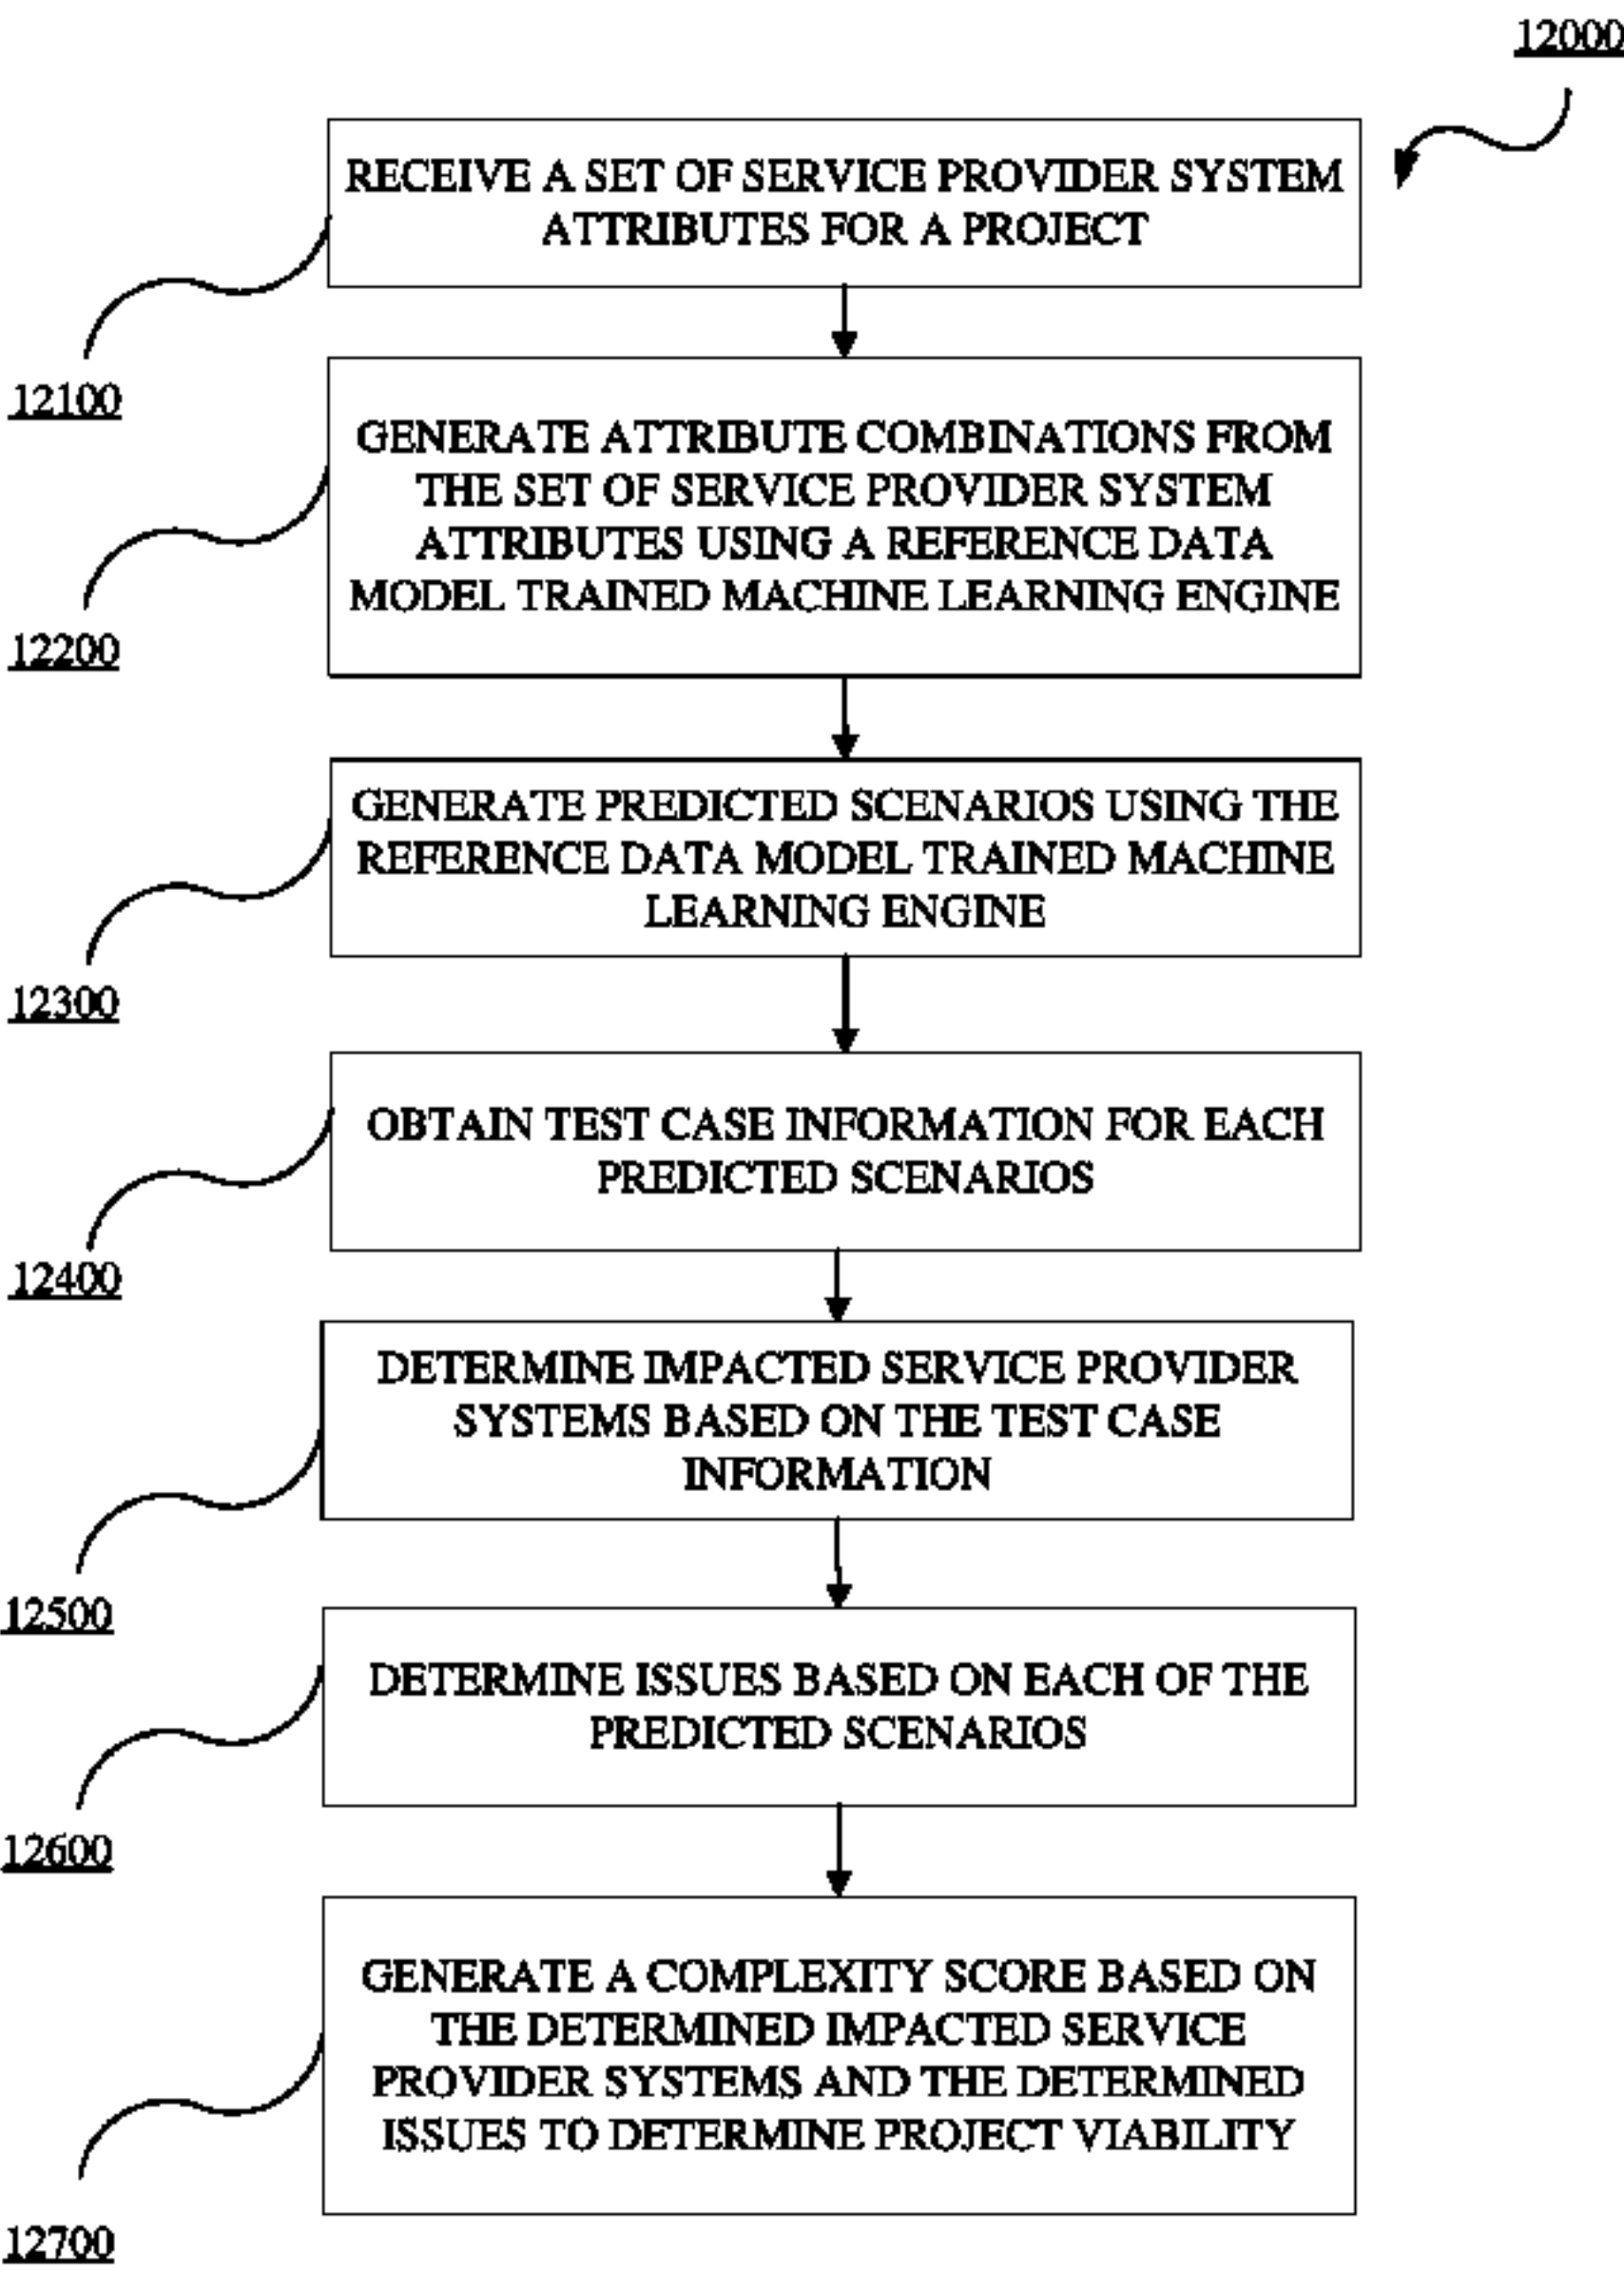 12000
RECEIVE A SET OF SERVICE PROVIDER SYSTEM
ATTRIBUTES FOR A PROJECT
12100
GENERATE ATTRIBUTE COMBINATIONS FROM
THE SET OF SERVICE PROVIDER SYSTEM
ATTRIBUTES USING A REFERENCE DATA
MODEL TRAINED MACHINE LEARNING ENGINE
12200
GENERATE PREDICTED SCENARIOS USING THE
REFERENCE DATA MODEL TRAINED MACHINE
LEARNING ENGINE
12300
OBTAIN TEST CASE INFORMATION FOR EACH
PREDICTED SCENARIOS
12400
DETERMINE IMPACTED SERVICE PROVIDER
SYSTEMS BASED ON THE TEST CASE
INFORMATION
12500
DETERMINE ISSUES BASED ON EACH OF THE
PREDICTED SCENARIOS
12600
GENERATE A COMPLEXITY SCORE BASED ON
THE DETERMINED IMPACTED SERVICE
PROVIDER SYSTEMS AND THE DETERMINED
ISSUES TO DETERMINE PROJECT VIABILITY
12700